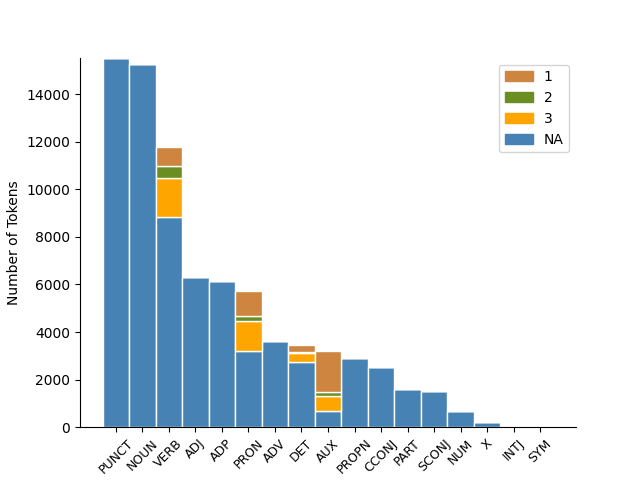 1
2
3
NA
14000
12000
10000
8000
6000
4000
2000
0
Number of Tokens
PUNCT
NOUN
VERB
ADJ
ADP
PRON
ADV
DET
AUX
PROPN
CCONJ
PART
SCONJ
NUM
X
INTJ
SYM